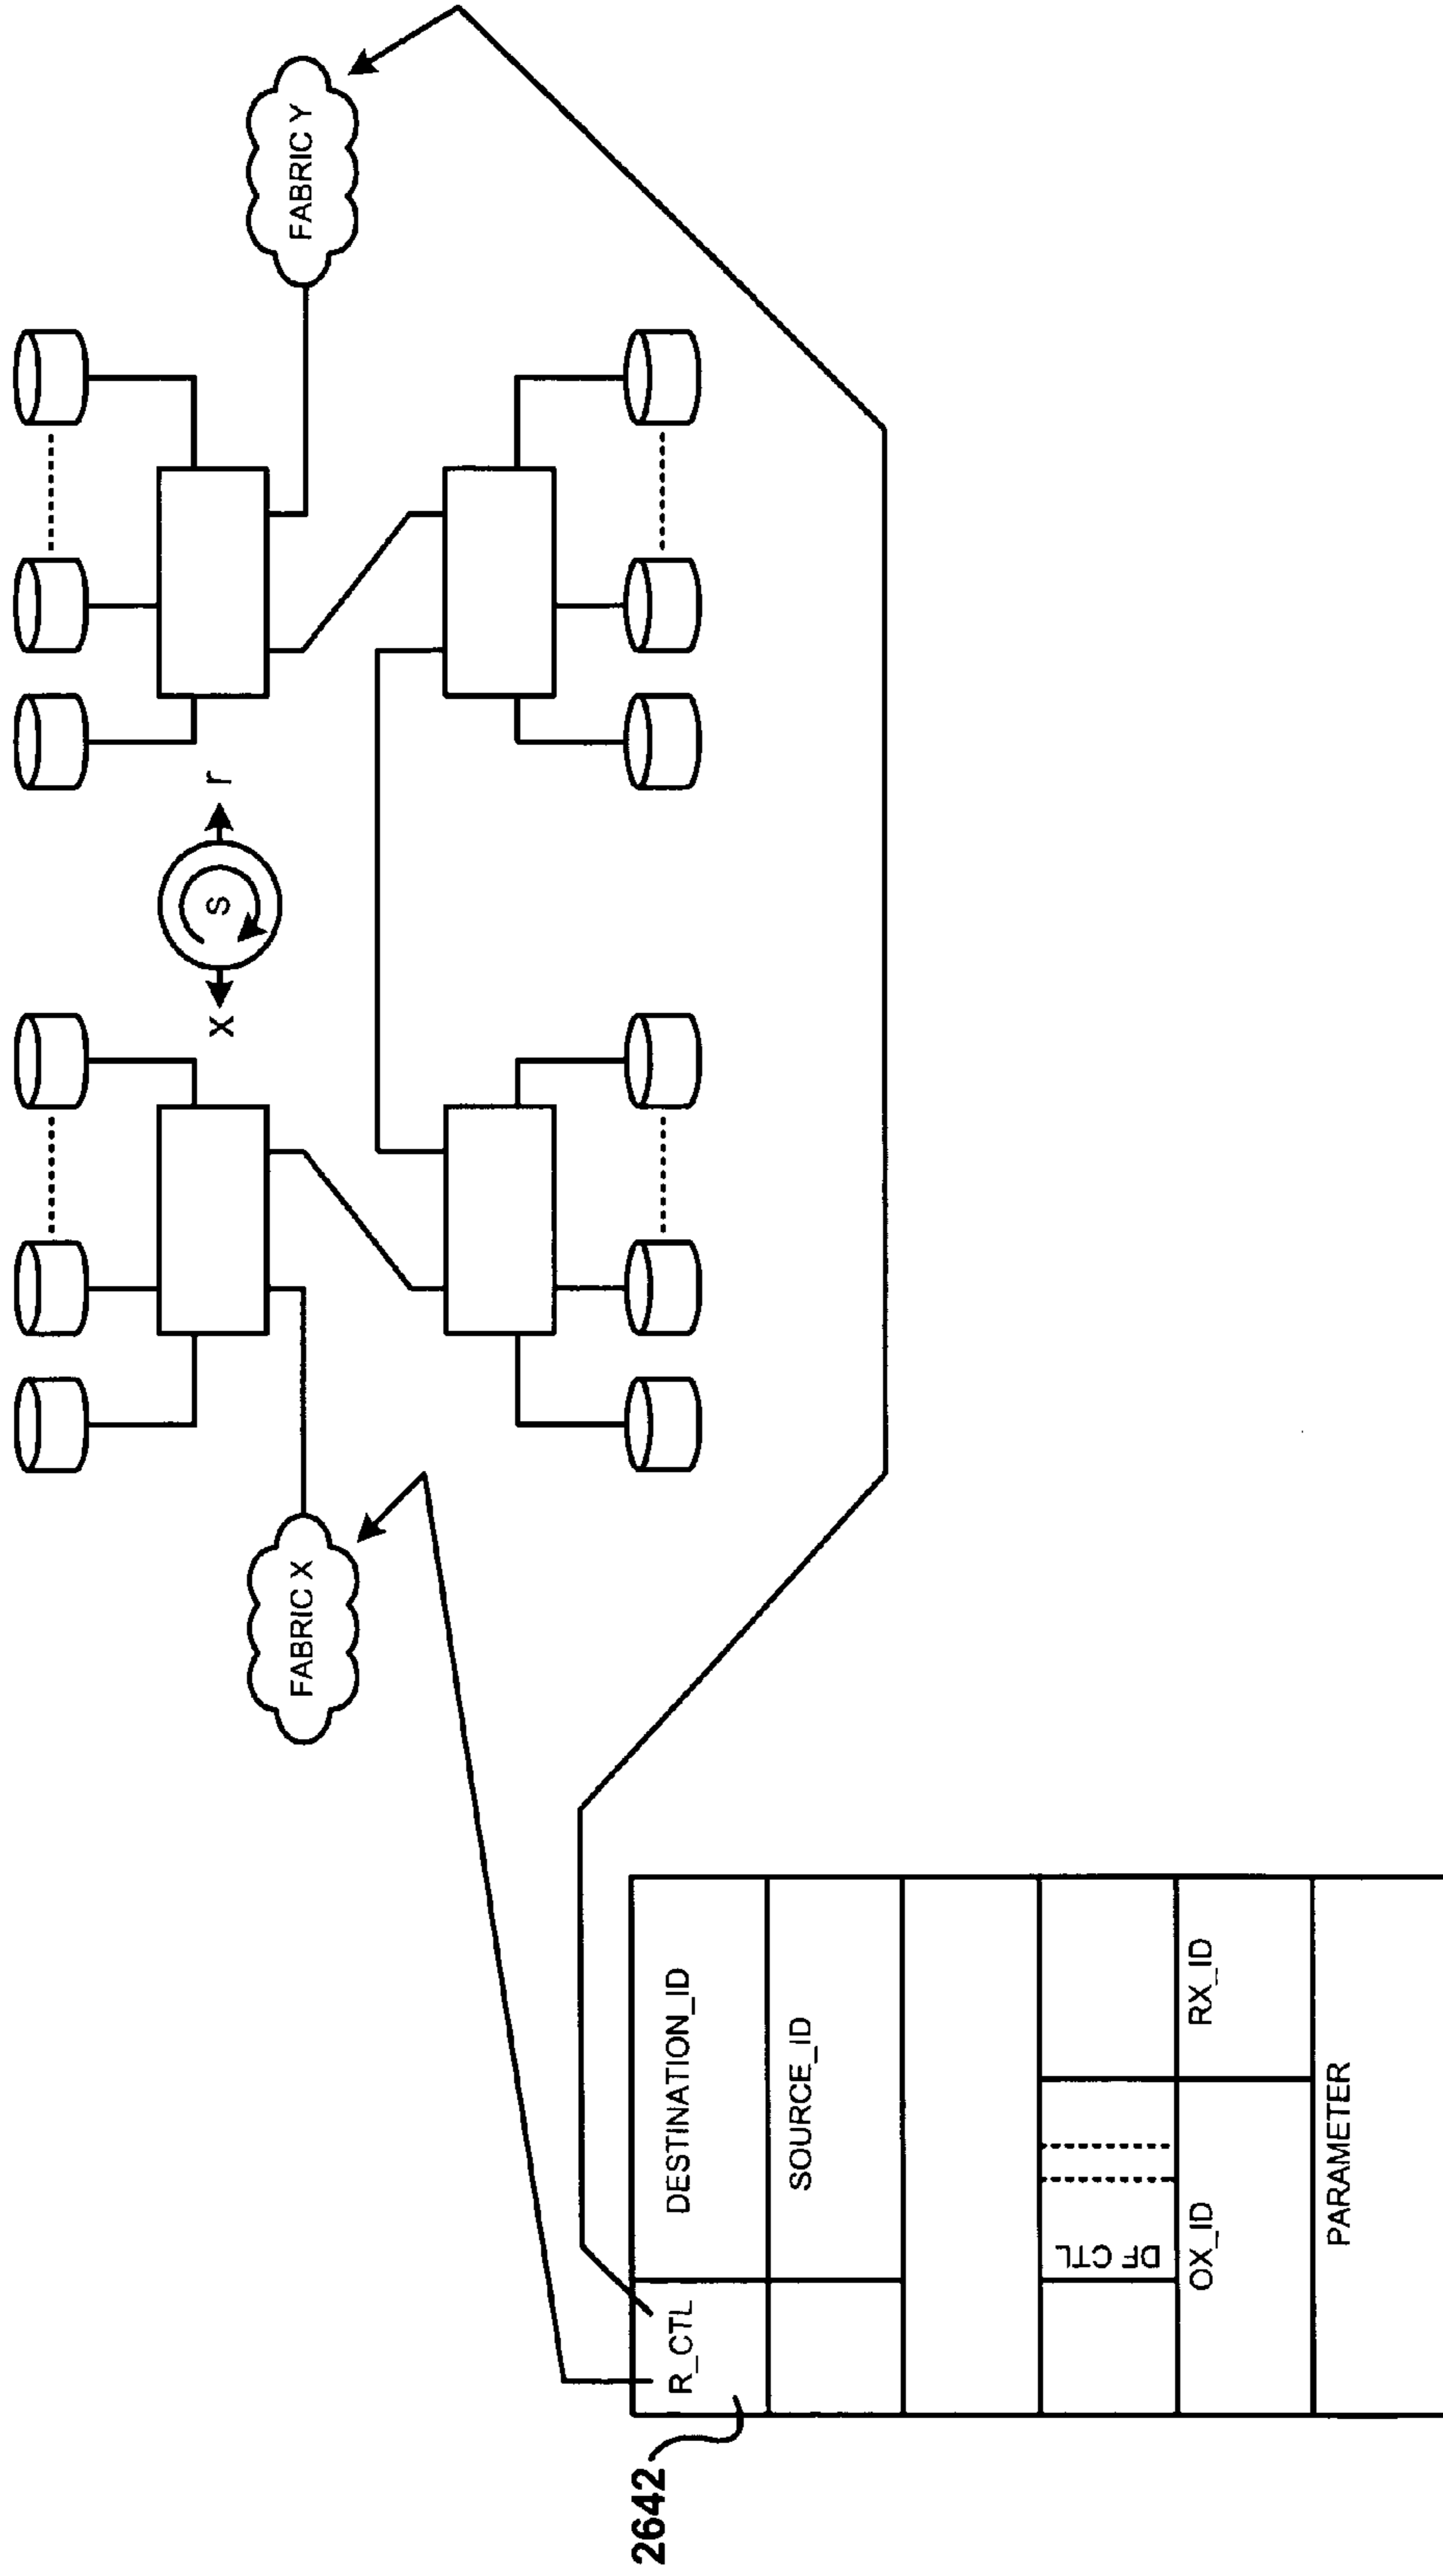 FABRIC X
x
s
r
FABRIC Y
2642
R_CTL
DESTINATION_ID
SOURCE_ID
DF CTL
OX_ID
RX_ID
PARAMETER